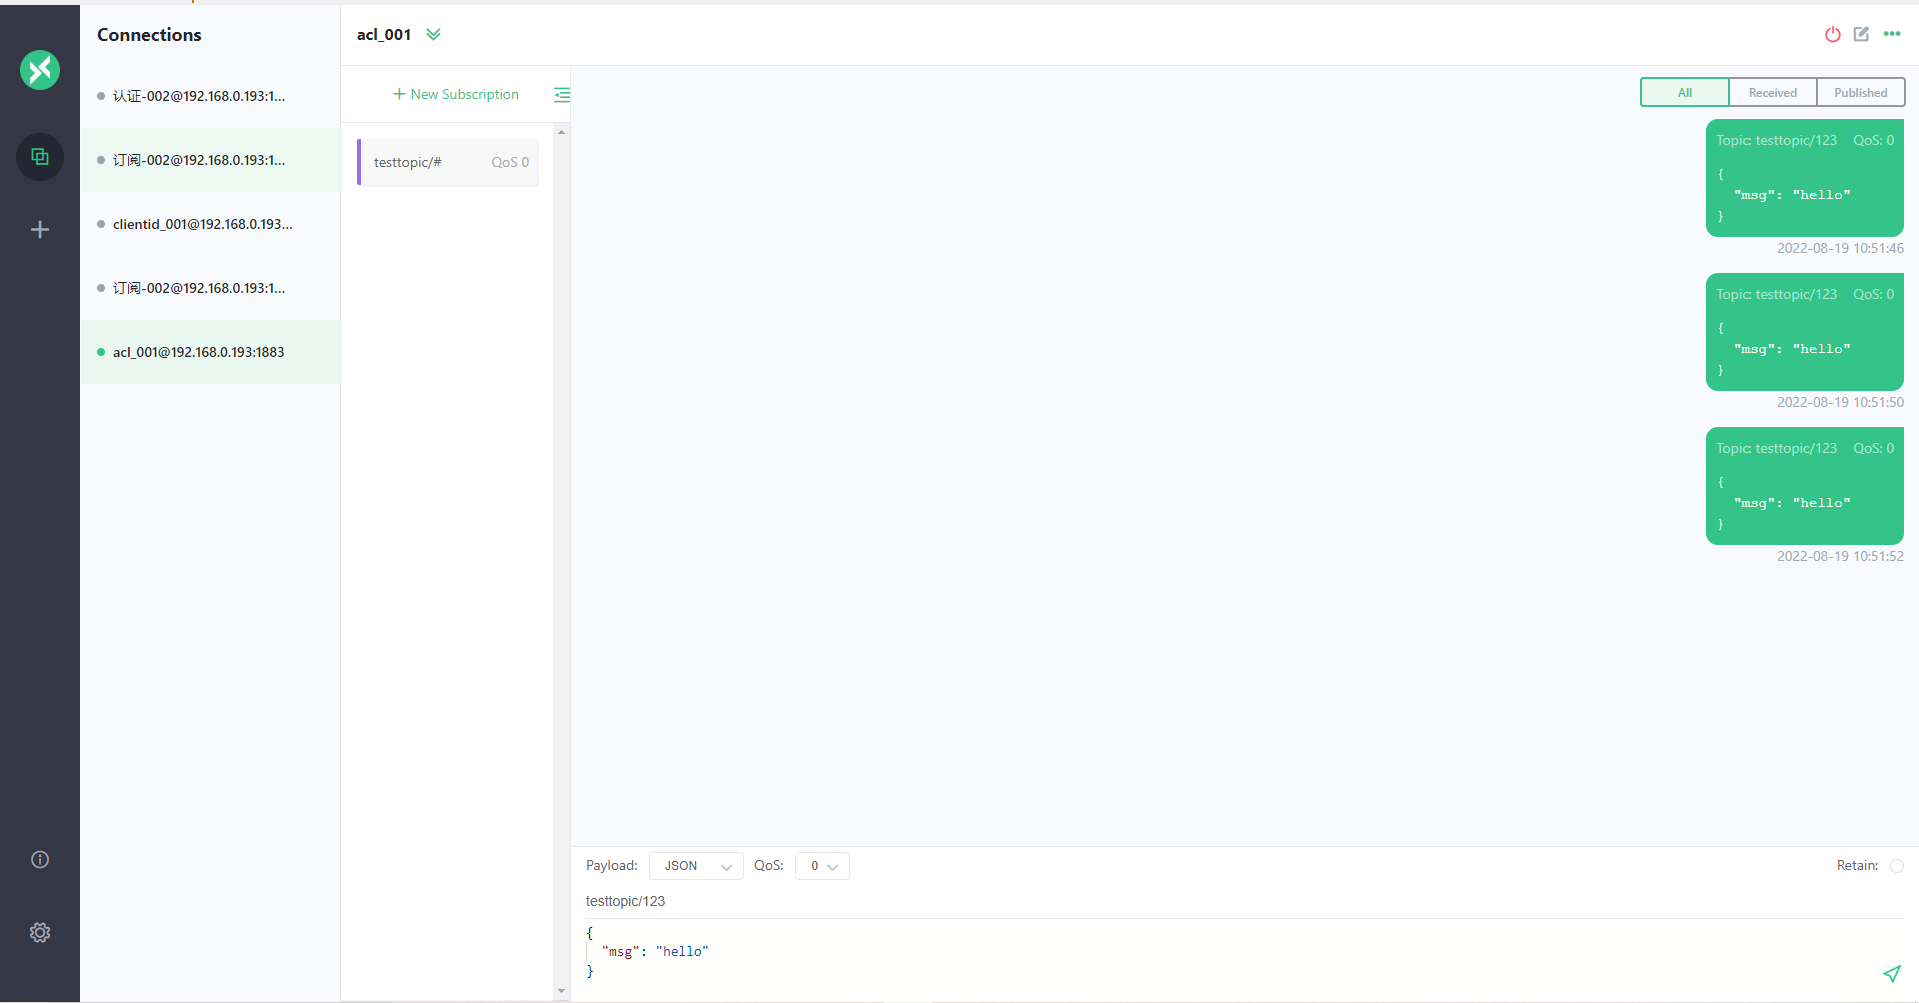 Connections
认证-002@192.168.0.193:1...
订阅-002@192.168.0.193:1...
clientid_001@192.168.0.193...
订阅-002@192.168.0.193:1...
acl_001@192.168.0.193:1883
acl_001
+ New Subscription
testtopic/# QoS 0
All Received Published
Topic: testtopic/123 QoS: 0
{
"msg": "hello"
}
2022-08-19 10:51:46
Topic: testtopic/123 QoS: 0
{
"msg": "hello"
}
2022-08-19 10:51:50
Topic: testtopic/123 QoS: 0
{
"msg": "hello"
}
2022-08-19 10:51:52
Payload: JSON QoS: 0 Retain:
testtopic/123
{
"msg": "hello"
}